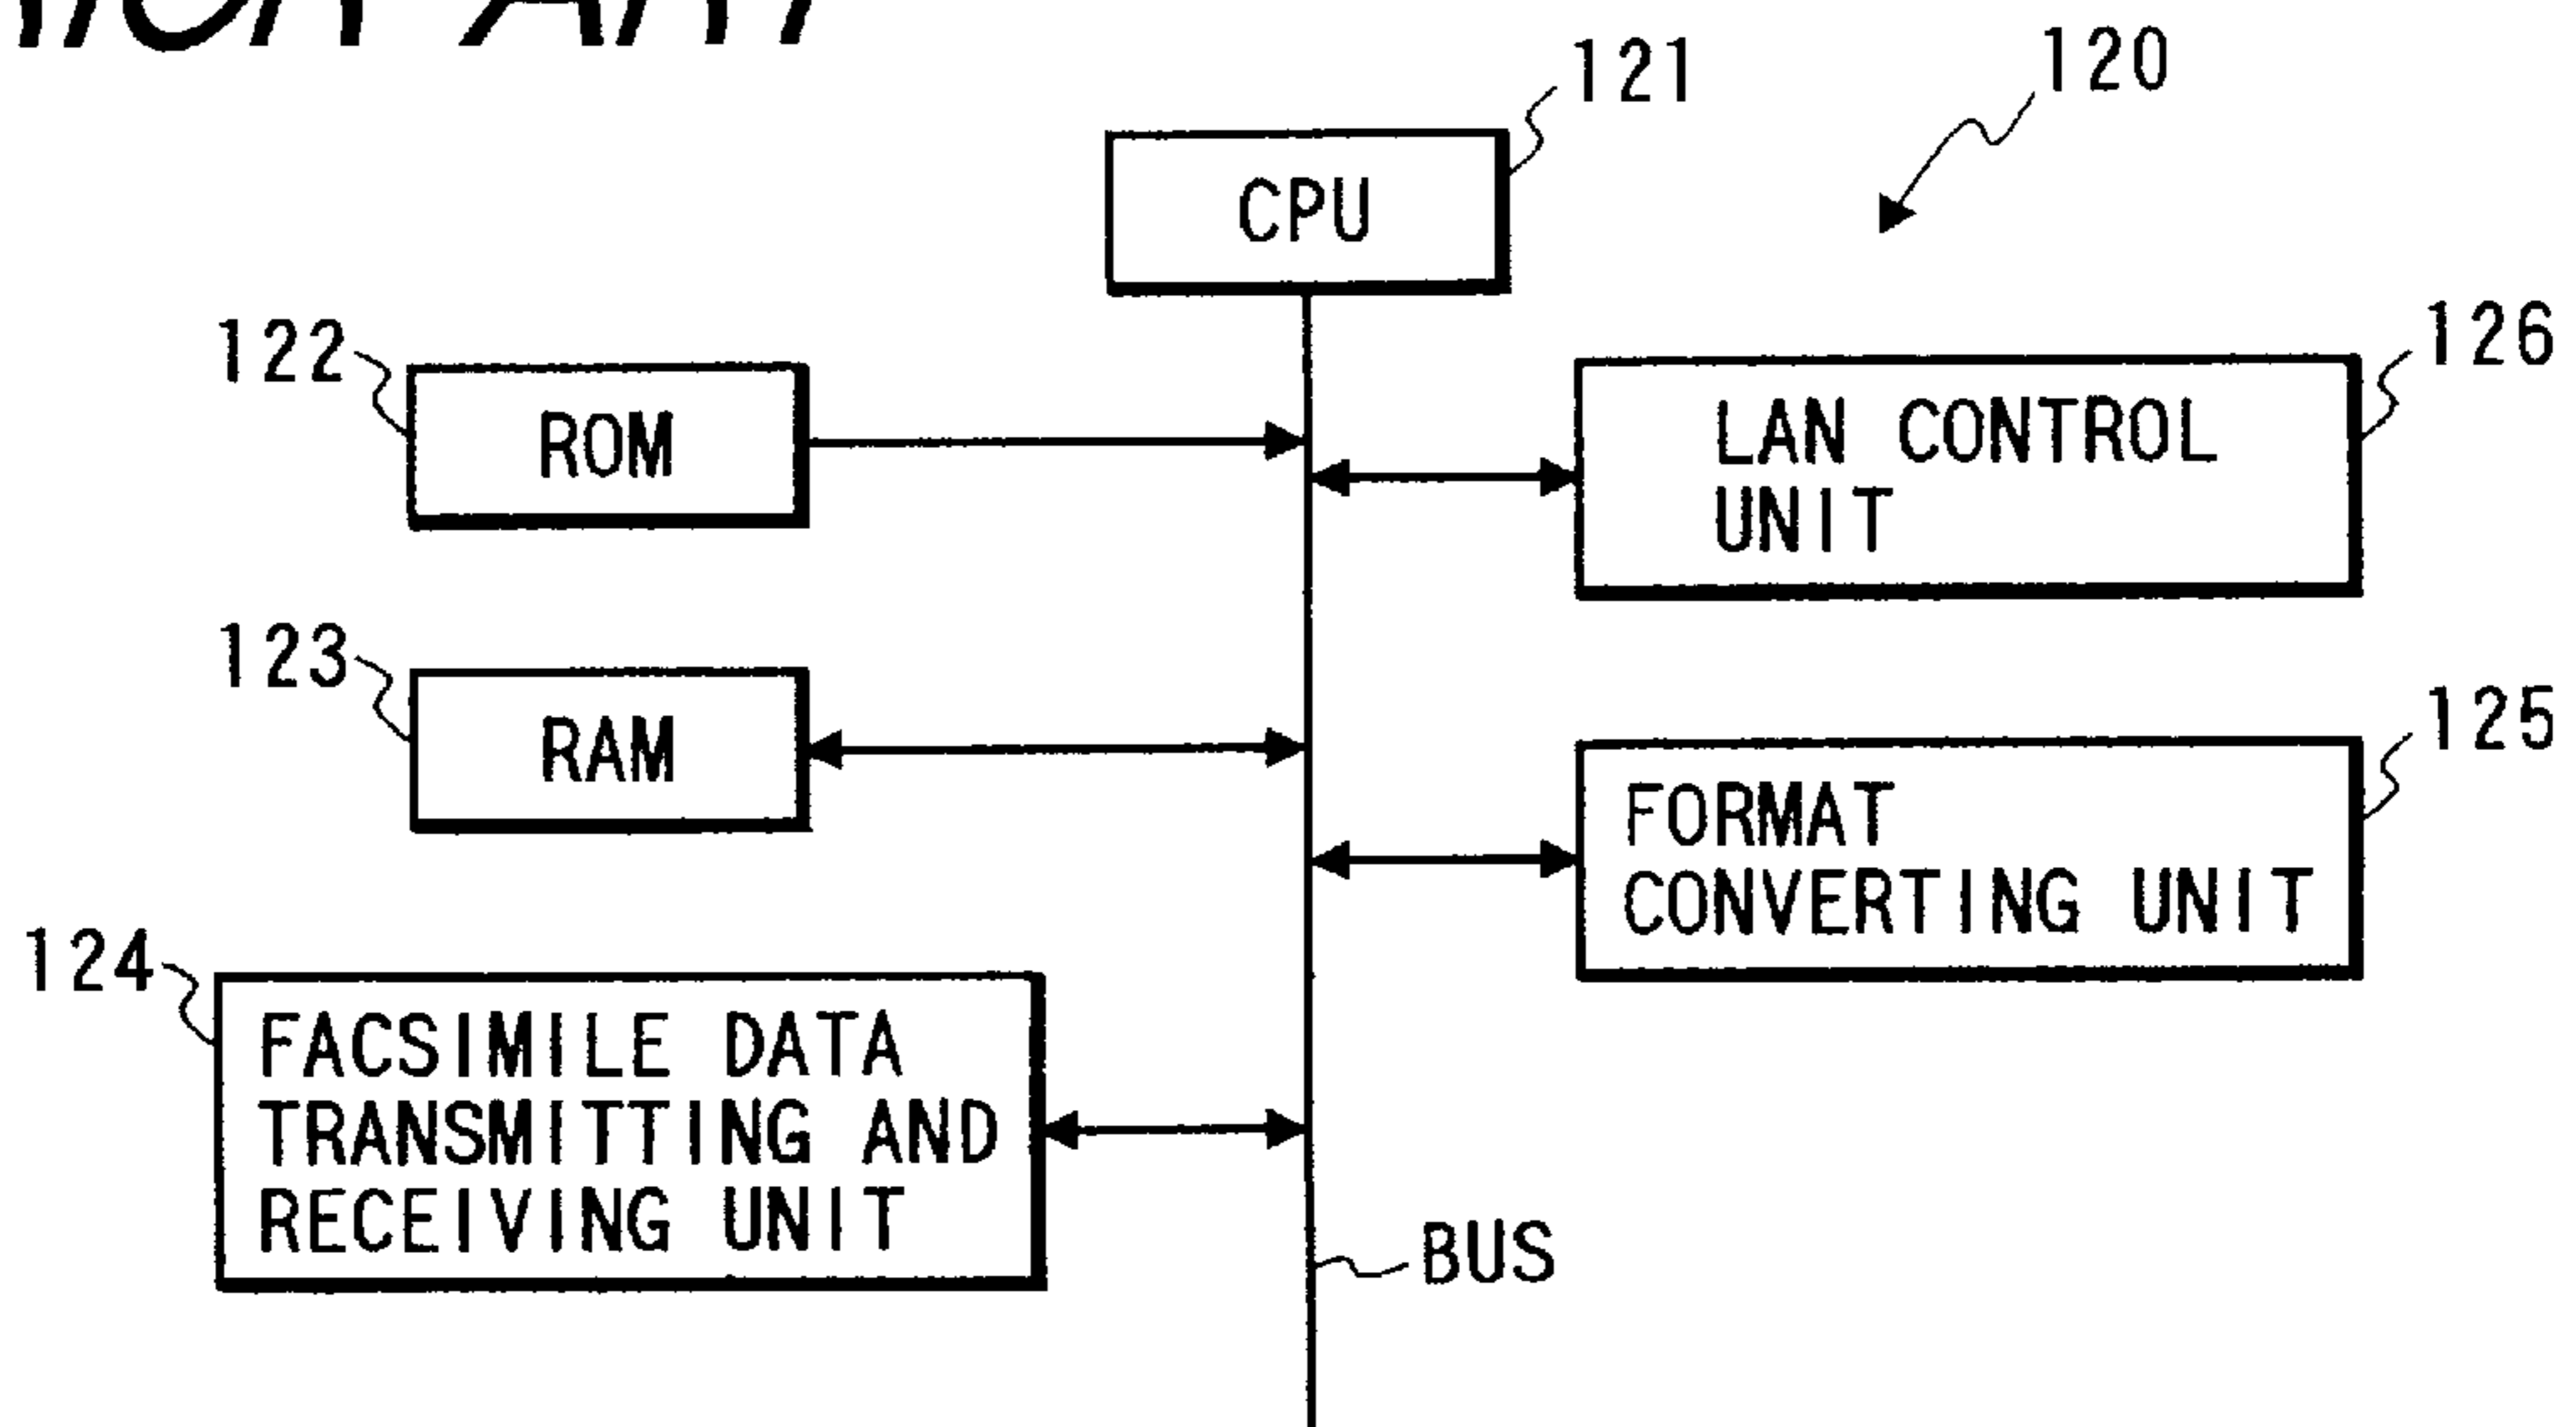 121
120
CPU
122
ROM
126
LAN CONTROL
UNIT
123
RAM
125
FORMAT
CONVERTING UNIT
124
FACSIMILE DATA
TRANSMITTING AND
RECEIVING UNIT
BUS